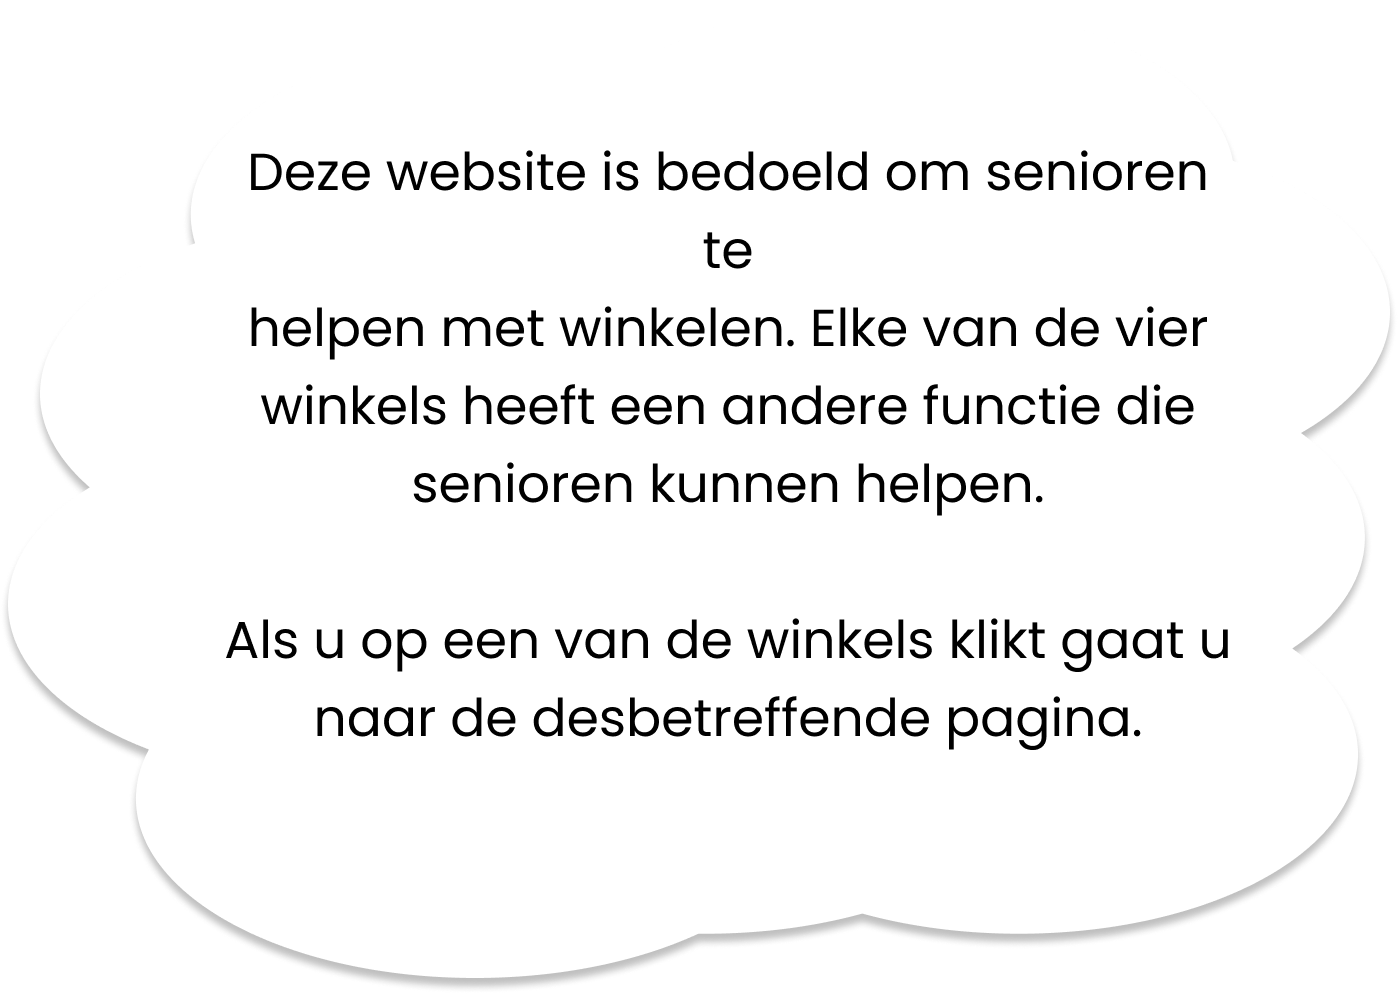 Deze website is bedoeld om senioren
te
helpen met winkelen. Elke van de vier
winkels heeft een andere functie die
senioren kunnen helpen.
Als u op een van de winkels klikt gaat u
naar de desbetreffende pagina.